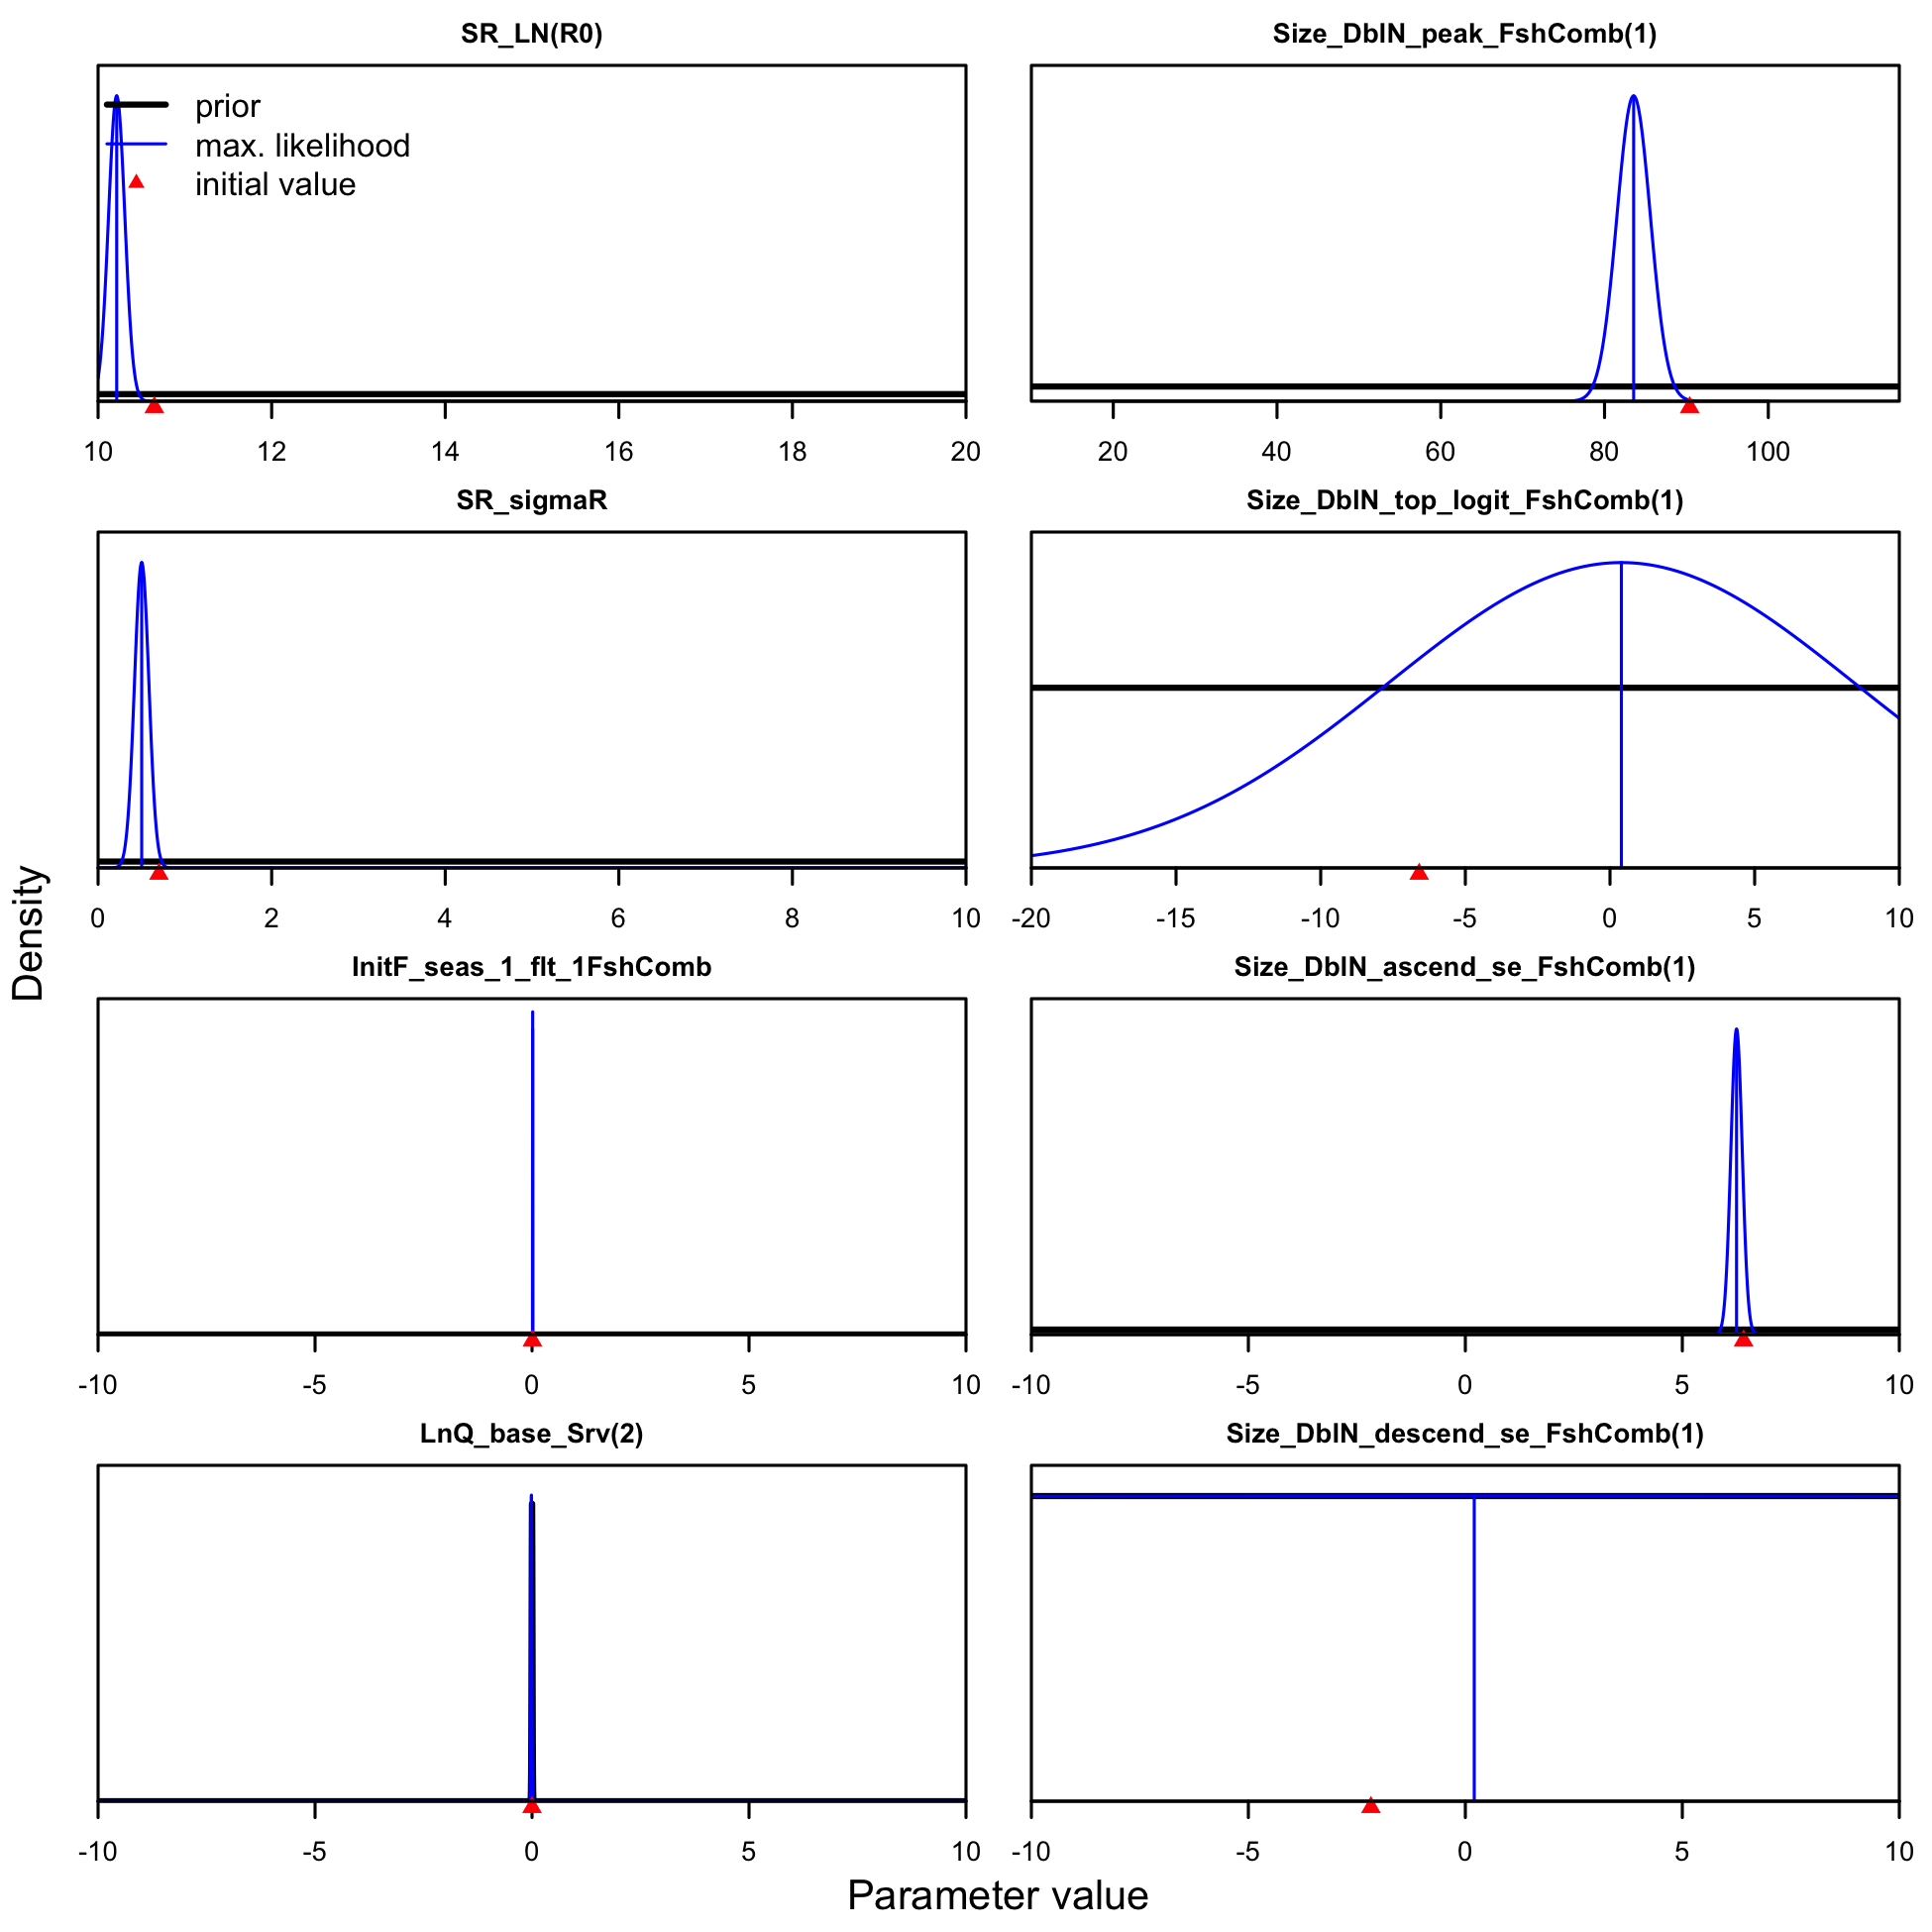 SR_LN(R0)
prior
max. likelihood
initial value
10 12 14 16 18 20
Size_DblN_peak_FshComb(1)
20 40 60 80 100
SR_sigmaR
0 2 4 6 8 10
Size_DblN_top_logit_FshComb(1)
-20 -15 -10 -5 0 5 10
InitF_seas_1_flt_1FshComb
-10 -5 0 5 10
Size_DblN_ascend_se_FshComb(1)
-10 -5 0 5 10
LnQ_base_Srv(2)
-10 -5 0 5 10
Size_DblN_descend_se_FshComb(1)
-10 -5 0 5 10
Density
Parameter value